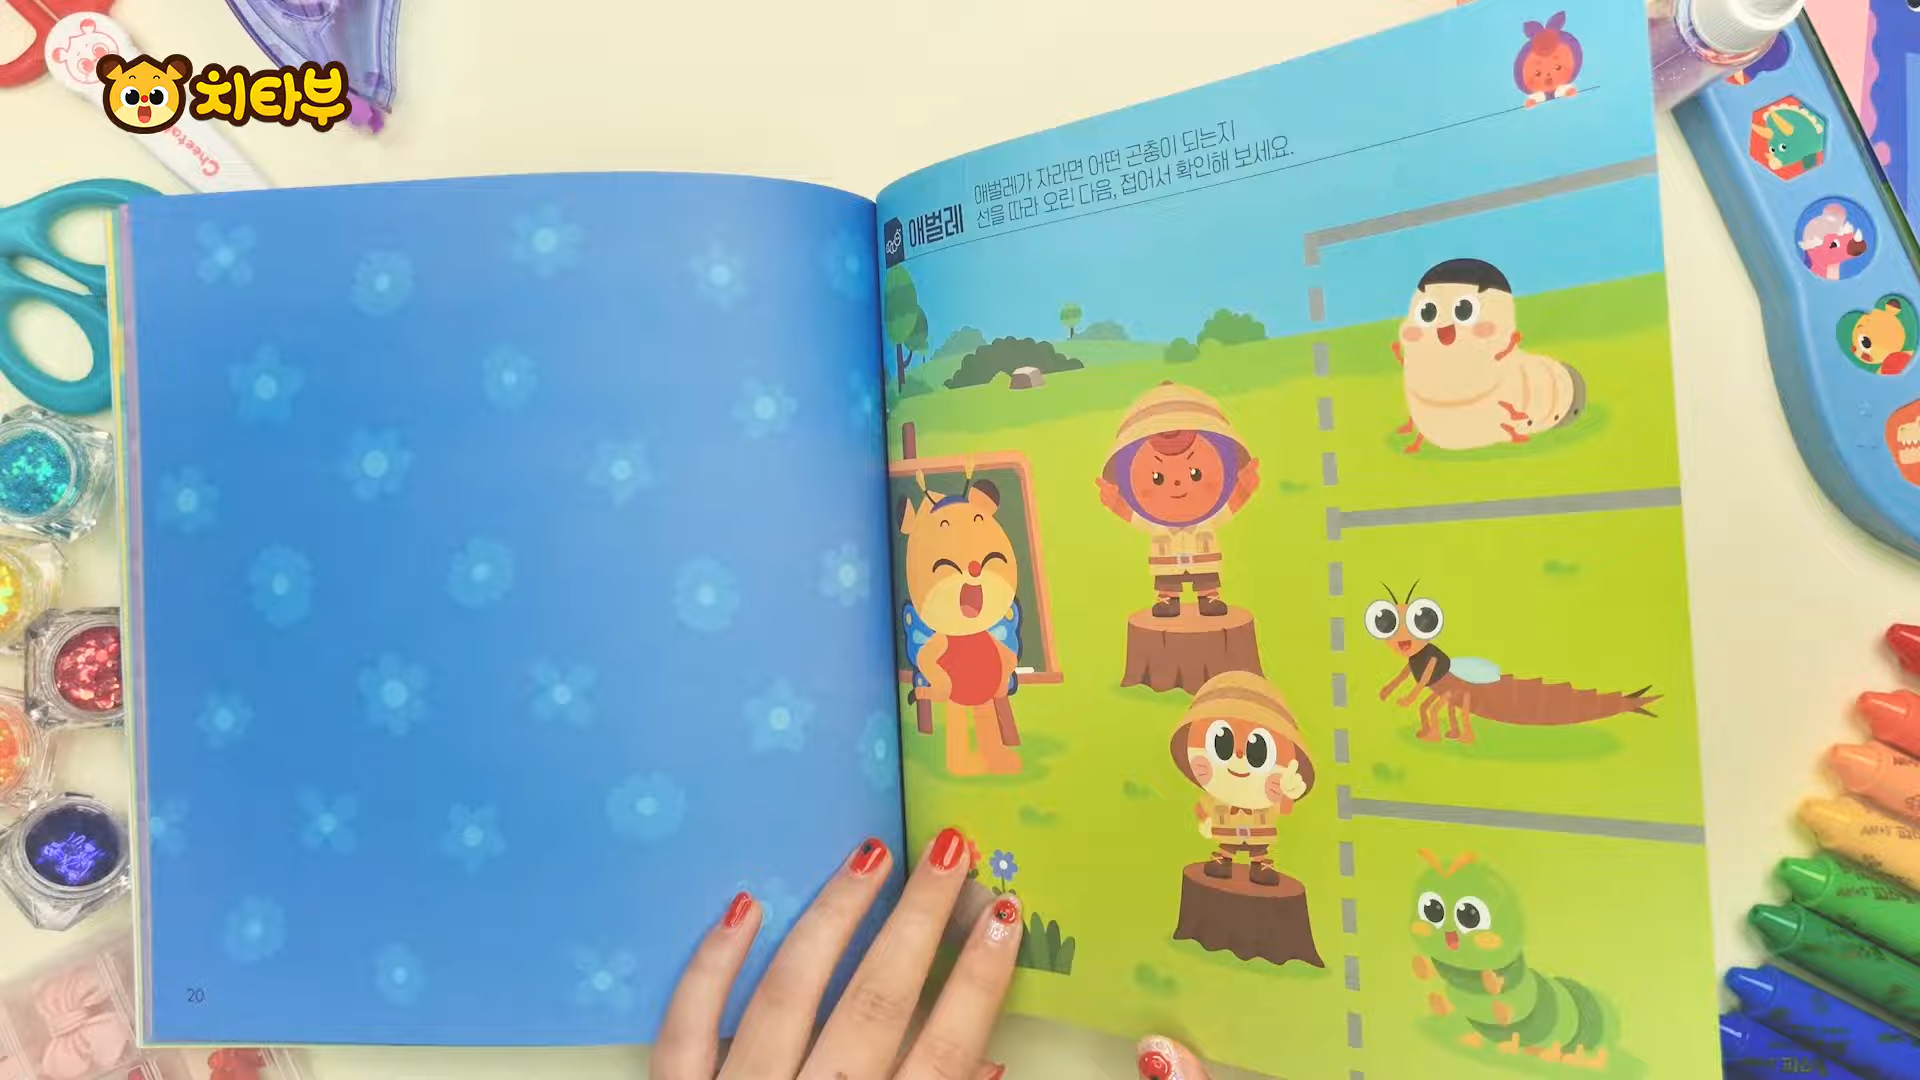 치타부
Cheetah
애벌레
애벌레가 자라면 어떤 곤충이 되는지
선을 따라 오린 다음, 접어서 확인해 보세요.
20